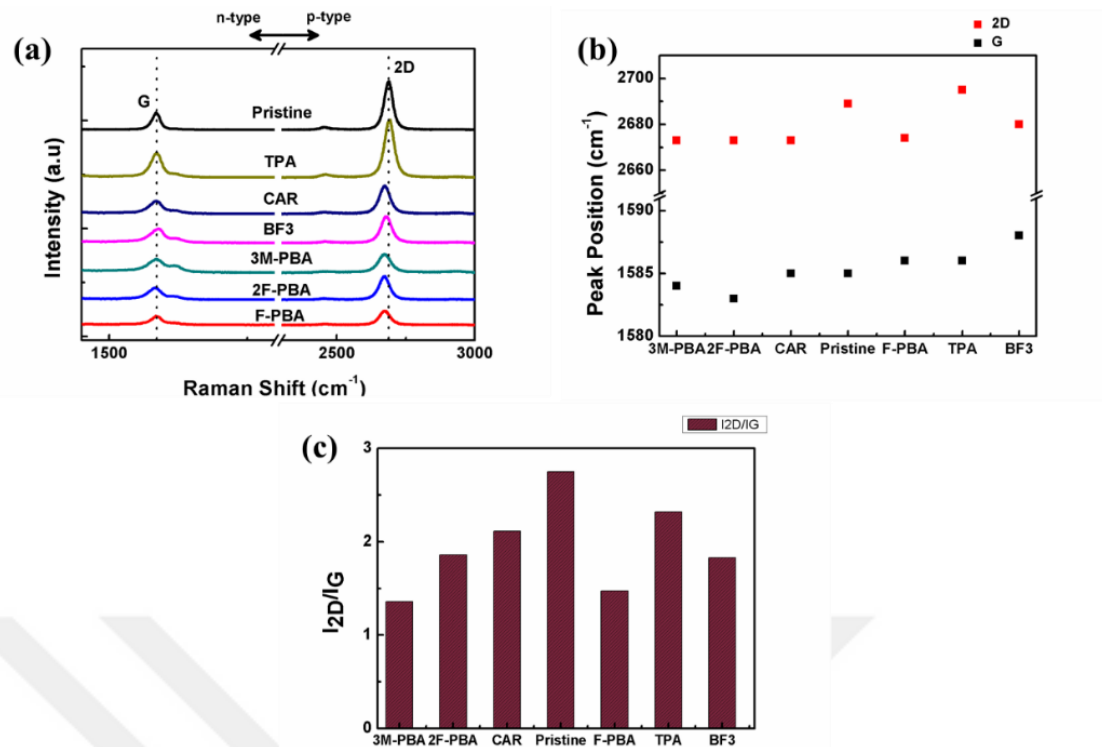 n-type p-type
(a)
2D
G
Pristine
TPA
CAR
BF3
3M-PBA
2F-PBA
F-PBA
Intensity (a.u)
1500 2500 3000
Raman Shift (cm-1)
(b)
2D
G
2700
2680
2660
1590
1585
1580
Peak Position (cm-1)
3M-PBA 2F-PBA CAR Pristine F-PBA TPA BF3
(c)
I2D/IG
3
2
1
0
I2D/IG
3M-PBA 2F-PBA CAR Pristine F-PBA TPA BF3